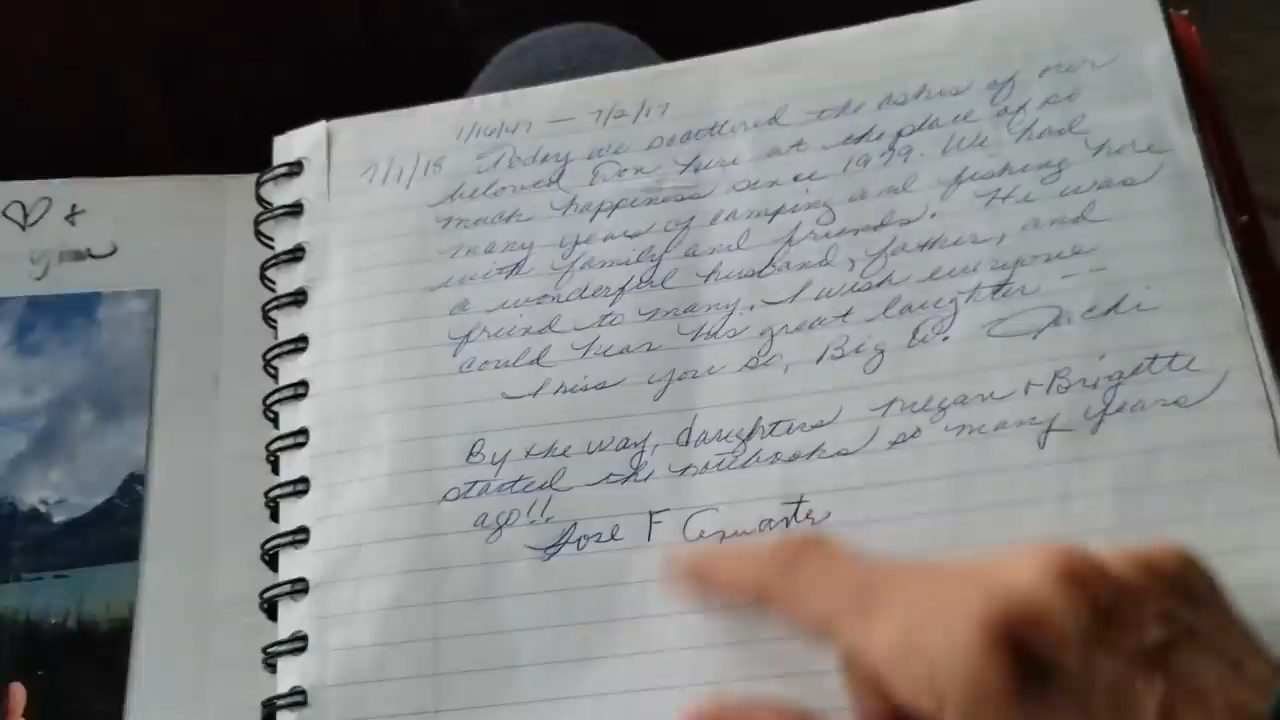 ♡ +
you
1/16/47 — 7/2/17
7/1/18 Today we scattered the ashes of our
beloved Don here at the place of so
much happiness since 1979. We had
many years of camping and fishing here
with family and friends. He was
a wonderful husband, father, and
friend to many. I wish everyone
could hear his great laughter --
Miss you so, Big
By the way, daughters Megan + Brigette
started the notebooks so many years
ago!!
Jose F